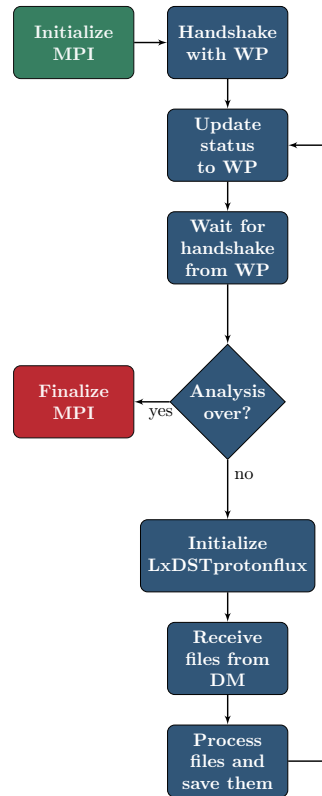 Initialize
MPI
Handshake
with WP
Update
status
to WP
Wait for
handshake
from WP
Analysis
over?
yes
Finalize
MPI
no
Initialize
LxDSTprotonflux
Receive
files from
DM
Process
files and
save them